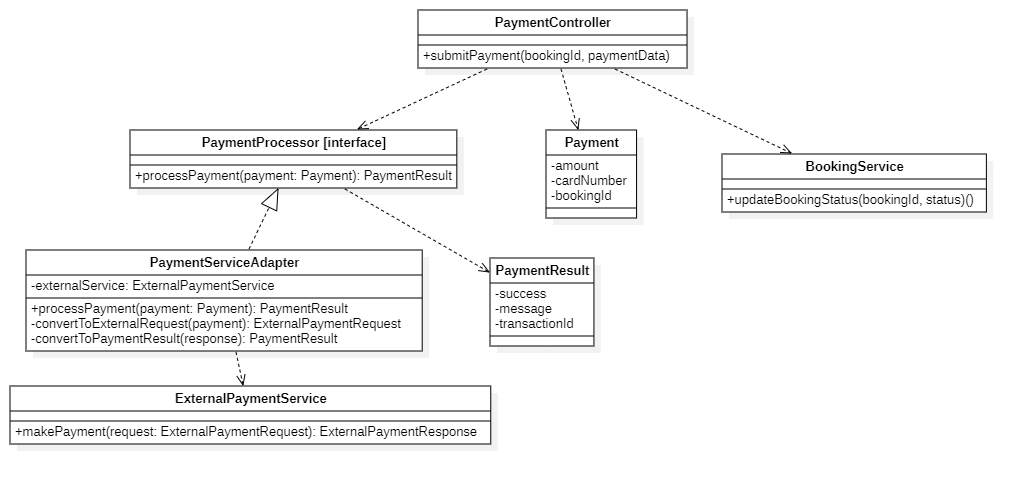 PaymentController
+submitPayment(bookingId, paymentData)
PaymentProcessor [interface]
+processPayment(payment: Payment): PaymentResult
Payment
-amount
-cardNumber
-bookingId
BookingService
+updateBookingStatus(bookingId, status)()
PaymentServiceAdapter
-externalService: ExternalPaymentService
+processPayment(payment: Payment): PaymentResult
-convertToExternalRequest(payment): ExternalPaymentRequest
-convertToPaymentResult(response): PaymentResult
PaymentResult
-success
-message
-transactionId
ExternalPaymentService
+makePayment(request: ExternalPaymentRequest): ExternalPaymentResponse